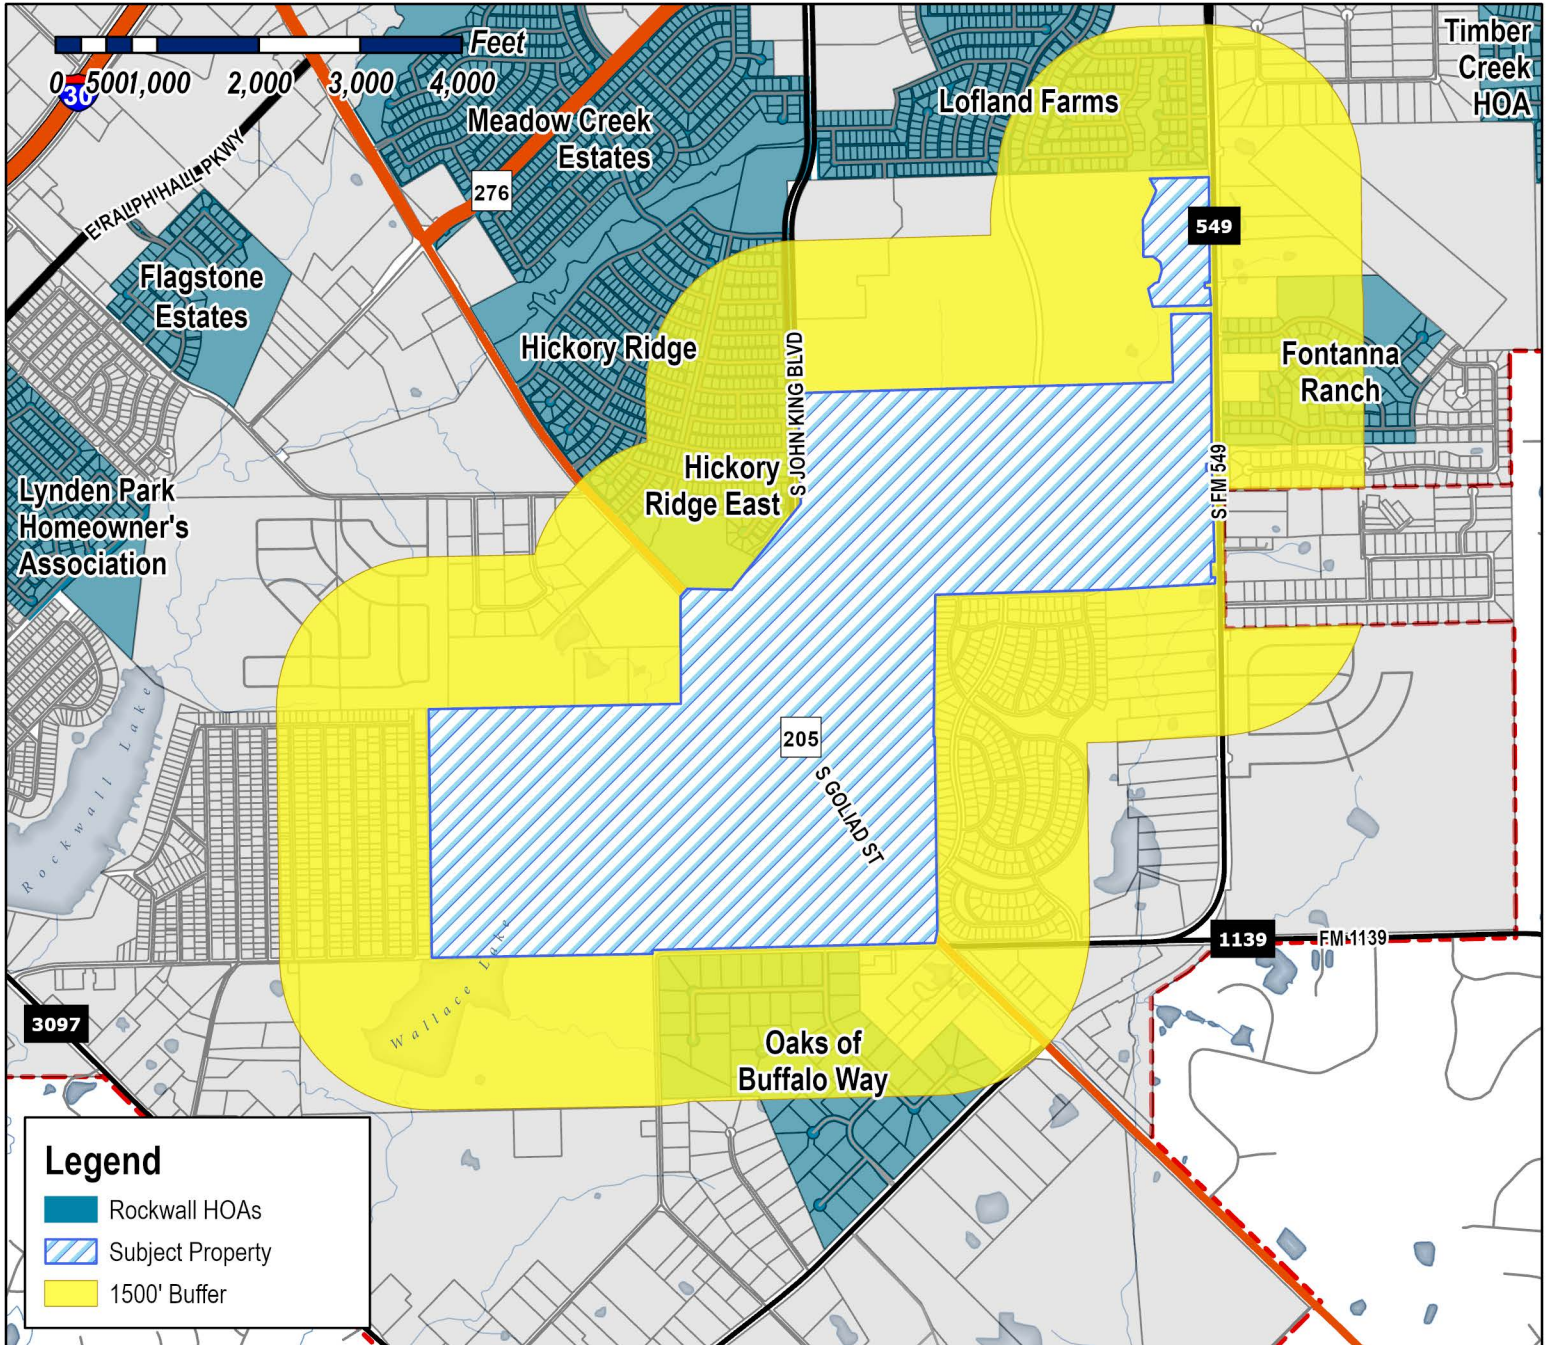 Feet
0 500 1,000 2,000 3,000 4,000
30
E RALPH HALL PKWY
Meadow Creek
Estates
276
Lofland Farms
Timber
Creek
HOA
549
Flagstone
Estates
Hickory Ridge
S JOHN KING BLVD
Fontanna
Ranch
Hickory
Ridge East
S FM 549
Lynden Park
Homeowner's
Association
Rockwall Lake
205
S GOLIAD ST
Wallace Lake
1139
FM 1139
3097
Oaks of
Buffalo Way
Legend
Rockwall HOAs
Subject Property
1500' Buffer